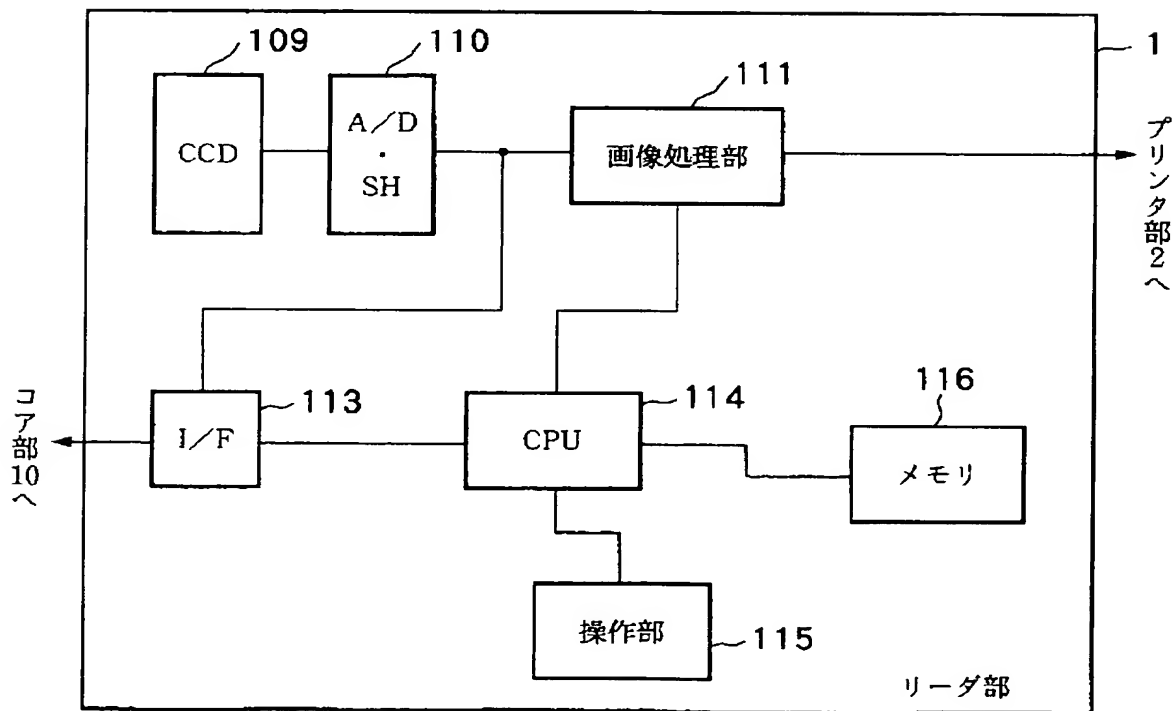 109
110
1
111
CCD
A/D
・
SH
画像処理部
プリンタ部2へ
コア部10へ
I/F
113
CPU
114
116
メモリ
操作部
115
リーダ部